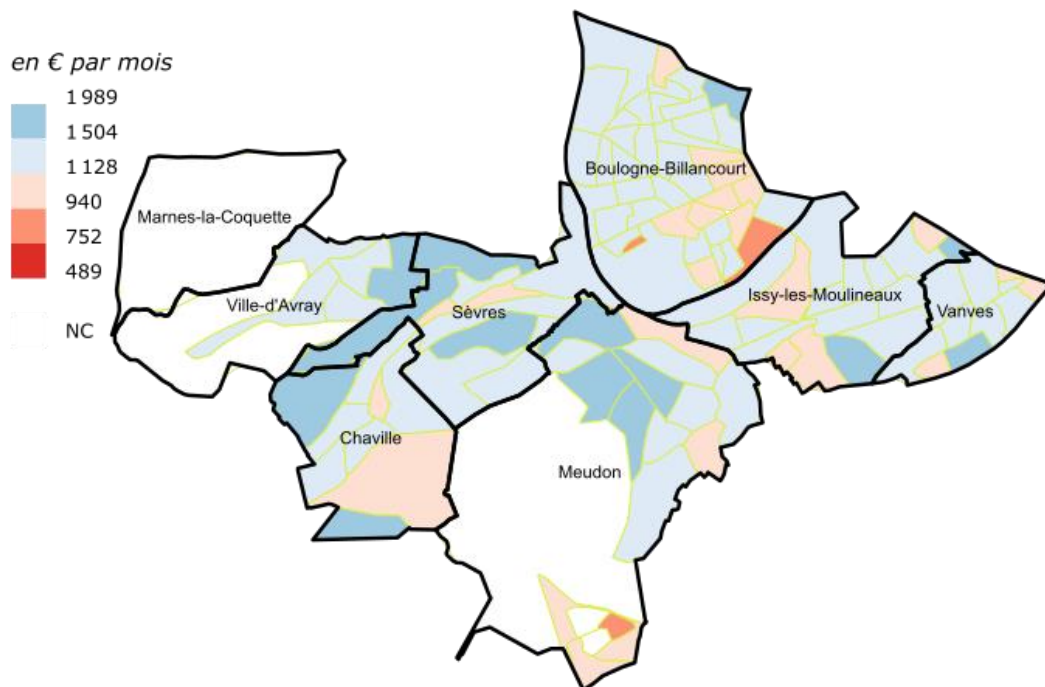 en € par mois
1 989
1 504
1 128
940
752
489
NC
Boulogne-Billancourt
Marnes-la-Coquette
Ville-d'Avray
Sèvres
Issy-les-Moulineaux
Vanves
Chaville
Meudon